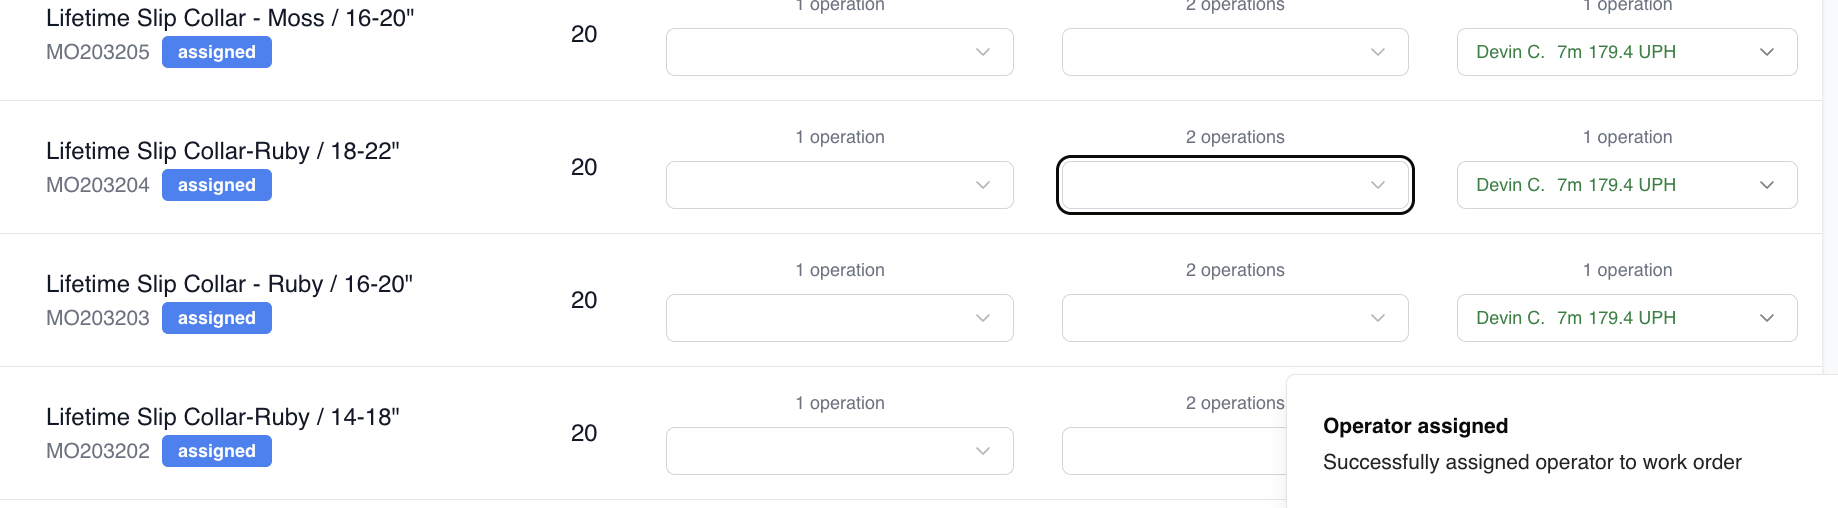 1 operation 2 operations 1 operation
Lifetime Slip Collar - Moss / 16-20"
20
MO203205 assigned
Devin C. 7m 179.4 UPH
1 operation 2 operations 1 operation
Lifetime Slip Collar-Ruby / 18-22"
20
MO203204 assigned
Devin C. 7m 179.4 UPH
1 operation 2 operations 1 operation
Lifetime Slip Collar - Ruby / 16-20"
20
MO203203 assigned
Devin C. 7m 179.4 UPH
1 operation 2 operations
Lifetime Slip Collar-Ruby / 14-18"
20
MO203202 assigned
Operator assigned
Successfully assigned operator to work order